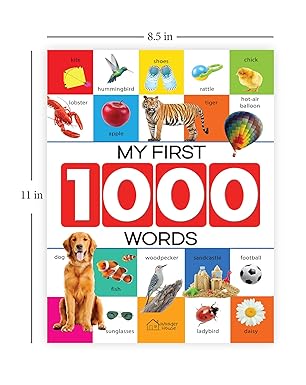 8.5 in
11 in
kite
hummingbird
shoes
rattle
chick
lobster
apple
tiger
hot-air
balloon
MY FIRST
1000
WORDS
dog
fish
woodpecker
sandcastle
football
sunglasses
House
ladybird
daisy